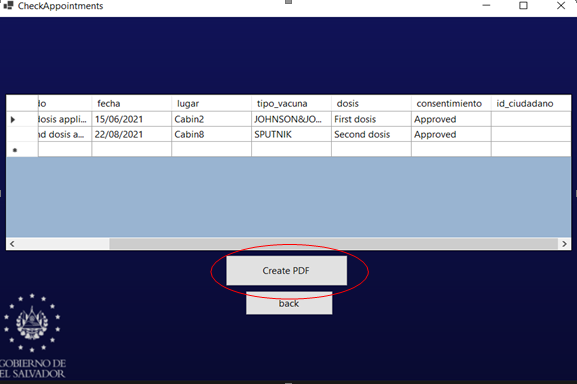 CheckAppointments
do fecha lugar tipo_vacuna dosis consentimiento id_ciudadano
dosis appli... 15/06/2021 Cabin2 JOHNSON&JO... First dosis Approved
nd dosis a... 22/08/2021 Cabin8 SPUTNIK Second dosis Approved
Create PDF
back
GOBIERNO DE
EL SALVADOR